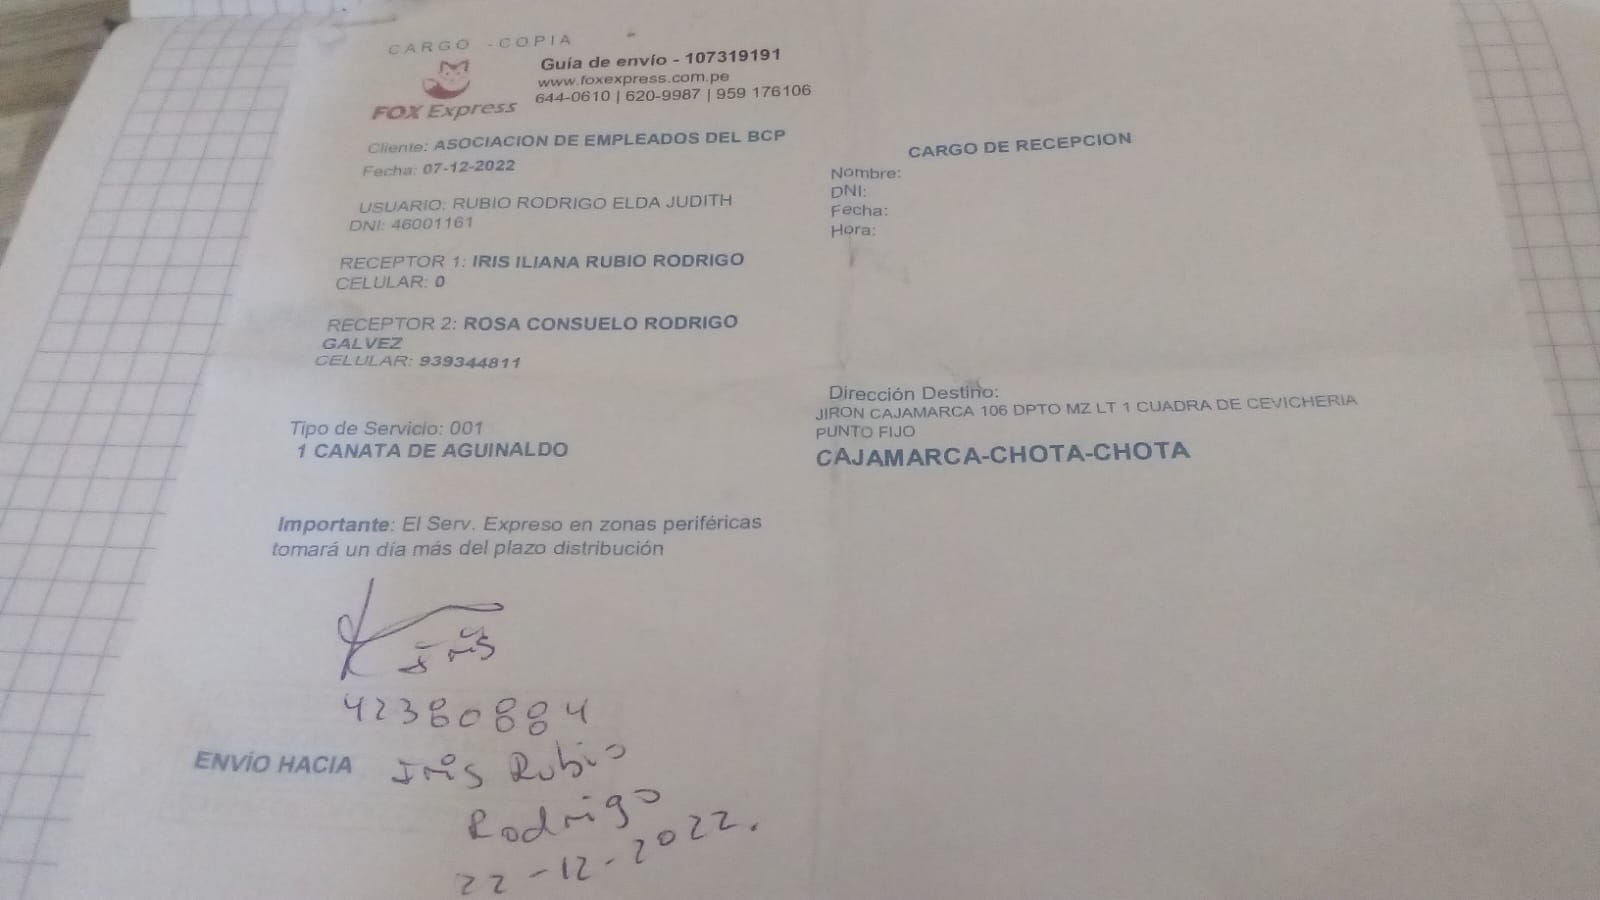 CARGO - COPIA
FOX Express
Guía de envío - 107319191
www.foxexpress.com.pe
644-0610 | 620-9987 | 959 176106
Cliente: ASOCIACION DE EMPLEADOS DEL BCP
Fecha: 07-12-2022
USUARIO: RUBIO RODRIGO ELDA JUDITH
DNI: 46001161
RECEPTOR 1: IRIS ILIANA RUBIO RODRIGO
CELULAR: 0
RECEPTOR 2: ROSA CONSUELO RODRIGO
GALVEZ
CELULAR: 939344811
Tipo de Servicio: 001
1 CANATA DE AGUINALDO
Importante: El Serv. Expreso en zonas periféricas
tomará un día más del plazo distribución
CARGO DE RECEPCION
Nombre:
DNI:
Fecha:
Hora:
Dirección Destino:
JIRON CAJAMARCA 106 DPTO MZ LT 1 CUADRA DE CEVICHERIA
PUNTO FIJO
CAJAMARCA-CHOTA-CHOTA
Iris
42380884
ENVÍO HACIA
Iris Rubio
Rodrigo
22-12-2022.